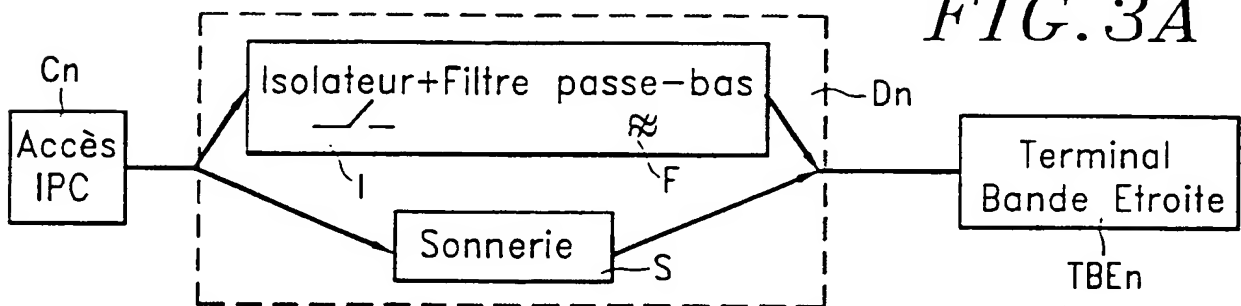 FIG.3A
Cn
Accès
IPC
Isolateur+Filtre passe-bas
I
F
Dn
Sonnerie
S
Terminal
Bande Etroite
TBEn